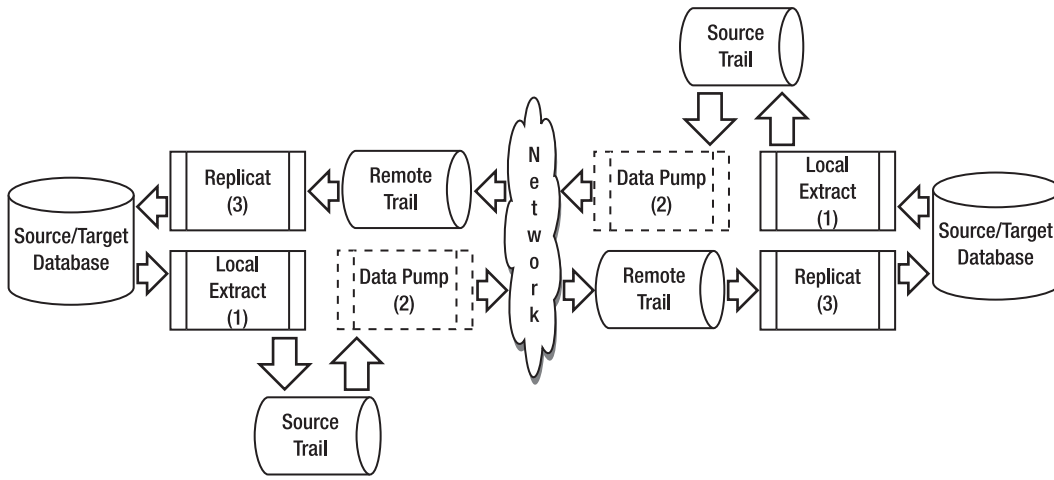 Source
Trail
Replicat
(3)
Remote
Trail
Network
Data Pump
(2)
Local
Extract
(1)
Source/Target
Database
Source/Target
Database
Local
Extract
(1)
Data Pump
(2)
Remote
Trail
Replicat
(3)
Source
Trail